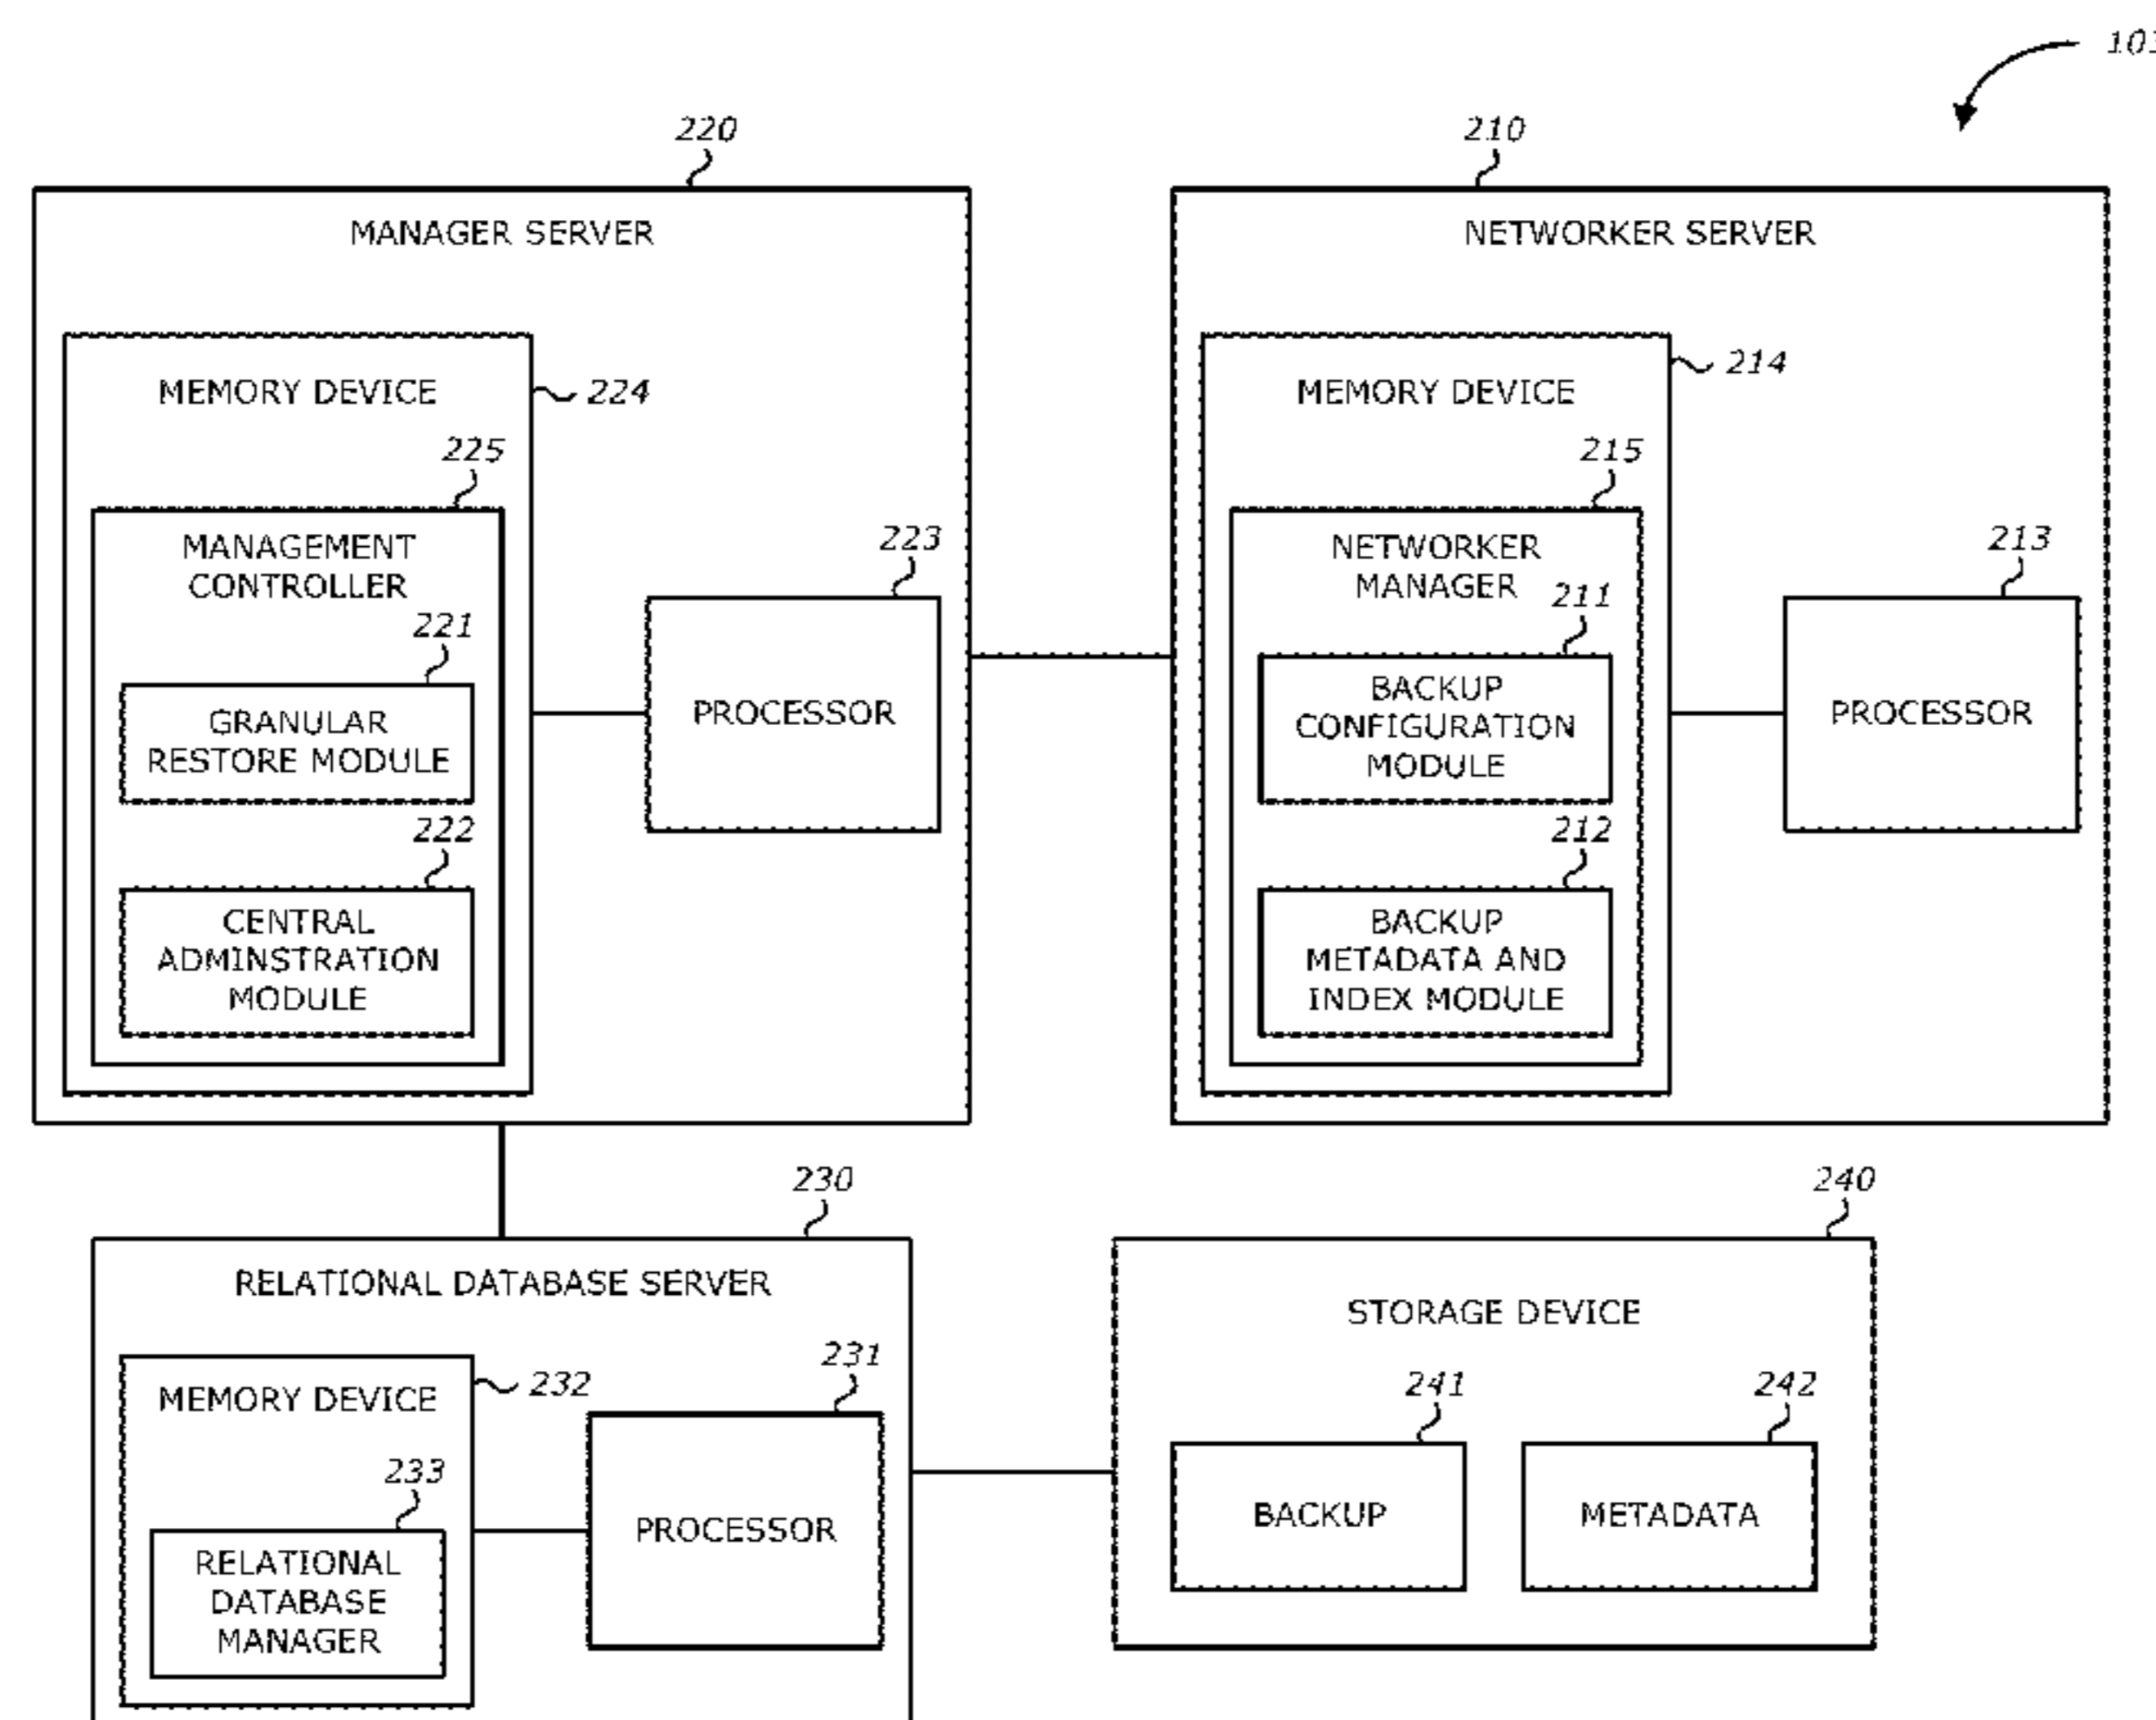 220
210
MANAGER SERVER
NETWORKER SERVER
MEMORY DEVICE
224
225
MANAGEMENT
CONTROLLER
221
GRANULAR
RESTORE MODULE
222
CENTRAL
ADMINSTRATION
MODULE
223
PROCESSOR
214
MEMORY DEVICE
215
NETWORKER
MANAGER
211
BACKUP
CONFIGURATION
MODULE
212
BACKUP
METADATA AND
INDEX MODULE
213
PROCESSOR
230
RELATIONAL DATABASE SERVER
MEMORY DEVICE
232
233
RELATIONAL
DATABASE
MANAGER
231
PROCESSOR
240
STORAGE DEVICE
241
BACKUP
242
METADATA